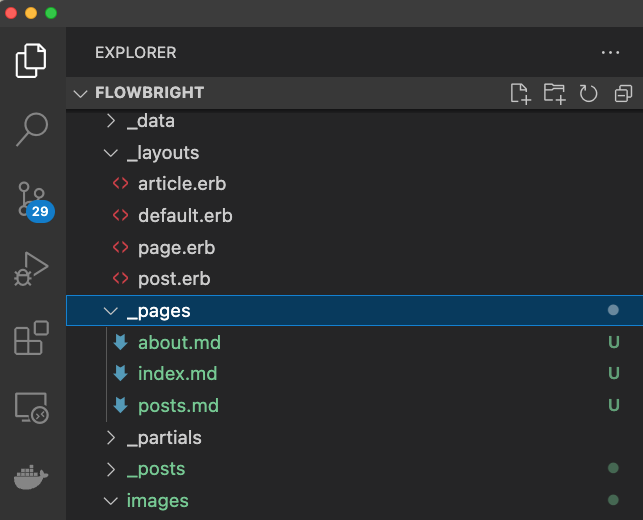 EXPLORER
FLOWBRIGHT
_data
_layouts
<> article.erb
<> default.erb
<> page.erb
<> post.erb
29
_pages
about.md U
index.md U
posts.md U
_partials
_posts
images